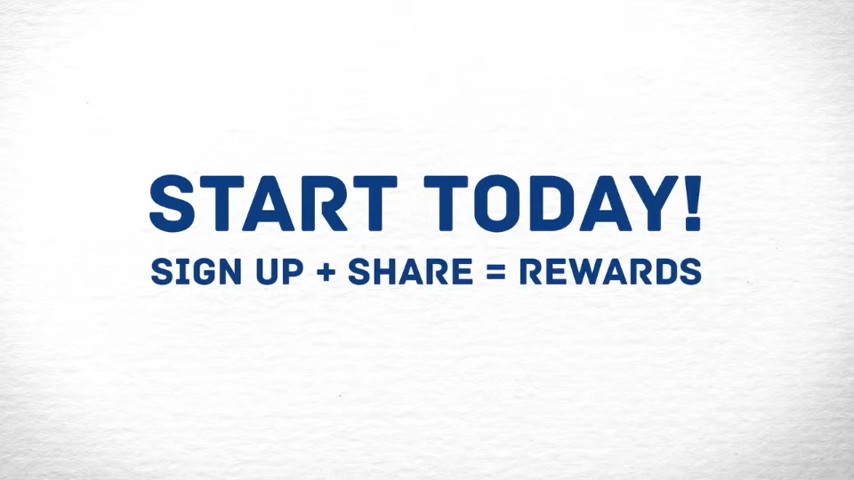 START TODAY!
SIGN UP + SHARE = REWARDS